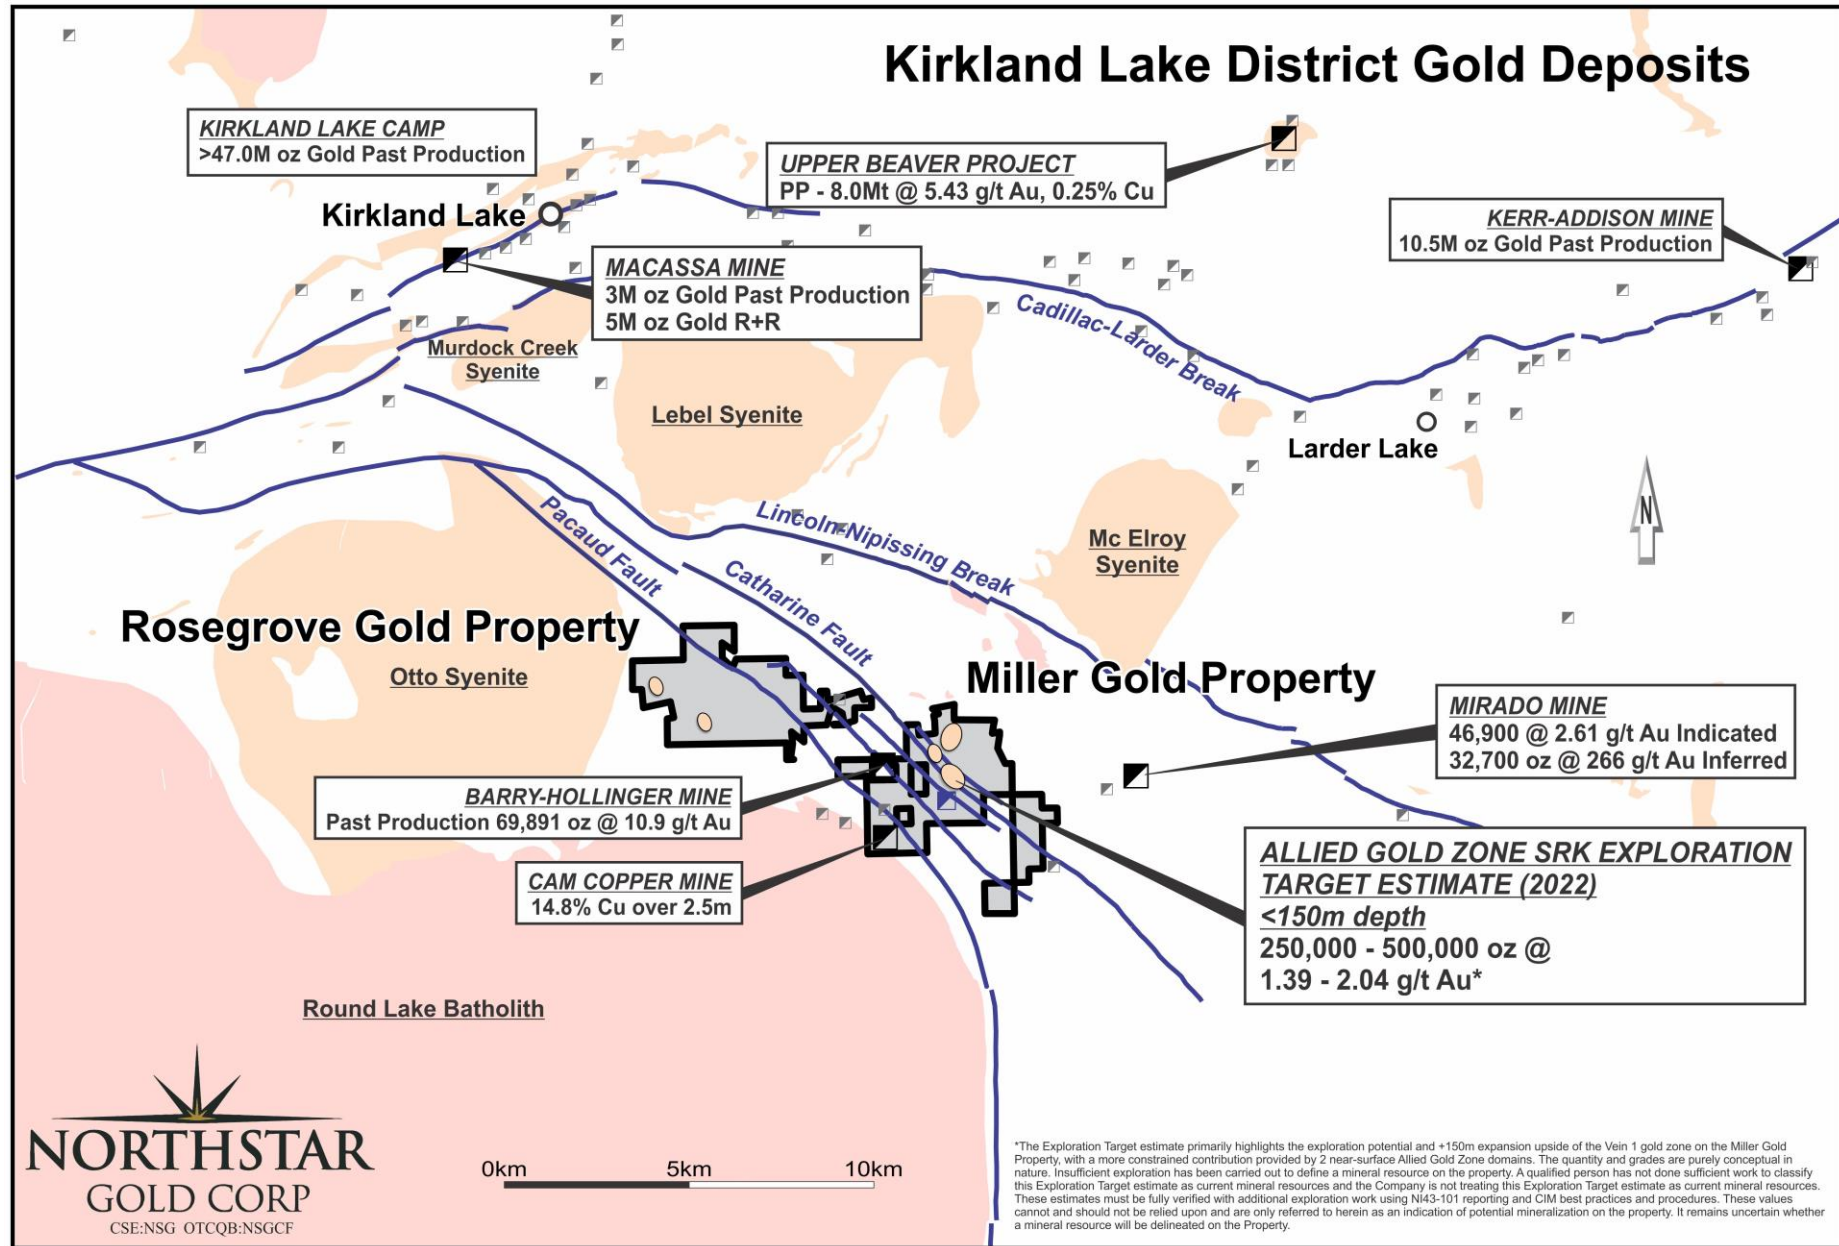 Kirkland Lake District Gold Deposits
KIRKLAND LAKE CAMP
>47.0M oz Gold Past Production
UPPER BEAVER PROJECT
PP - 8.0Mt @ 5.43 g/t Au, 0.25% Cu
KERR-ADDISON MINE
10.5M oz Gold Past Production
Kirkland Lake
MACASSA MINE
3M oz Gold Past Production
5M oz Gold R+R
Cadillac-Larder Break
Murdock Creek
Syenite
Lebel Syenite
Larder Lake
N
Pacaud Fault
Lincoln-Nipissing Break
Catharine Fault
Mc Elroy
Syenite
Rosegrove Gold Property
Otto Syenite
Miller Gold Property
MIRADO MINE
46,900 @ 2.61 g/t Au Indicated
32,700 oz @ 266 g/t Au Inferred
BARRY-HOLLINGER MINE
Past Production 69,891 oz @ 10.9 g/t Au
CAM COPPER MINE
14.8% Cu over 2.5m
ALLIED GOLD ZONE SRK EXPLORATION
TARGET ESTIMATE (2022)
<150m depth
250,000 - 500,000 oz @
1.39 - 2.04 g/t Au*
Round Lake Batholith
NORTHSTAR
GOLD CORP
CSE:NSG OTCQB:NSGCF
0km 5km 10km
*The Exploration Target estimate primarily highlights the exploration potential and +150m expansion upside of the Vein 1 gold zone on the Miller Gold
Property, with a more constrained contribution provided by 2 near-surface Allied Gold Zone domains. The quantity and grades are purely conceptual in
nature. Insufficient exploration has been carried out to define a mineral resource on the property. A qualified person has not done sufficient work to classify
this Exploration Target estimate as current mineral resources and the Company is not treating this Exploration Target estimate as current mineral resources.
These estimates must be fully verified with additional exploration work using NI43-101 reporting and CIM best practices and procedures. These values
cannot and should not be relied upon and are only referred to herein as an indication of potential mineralization on the property. It remains uncertain whether
a mineral resource will be delineated on the Property.